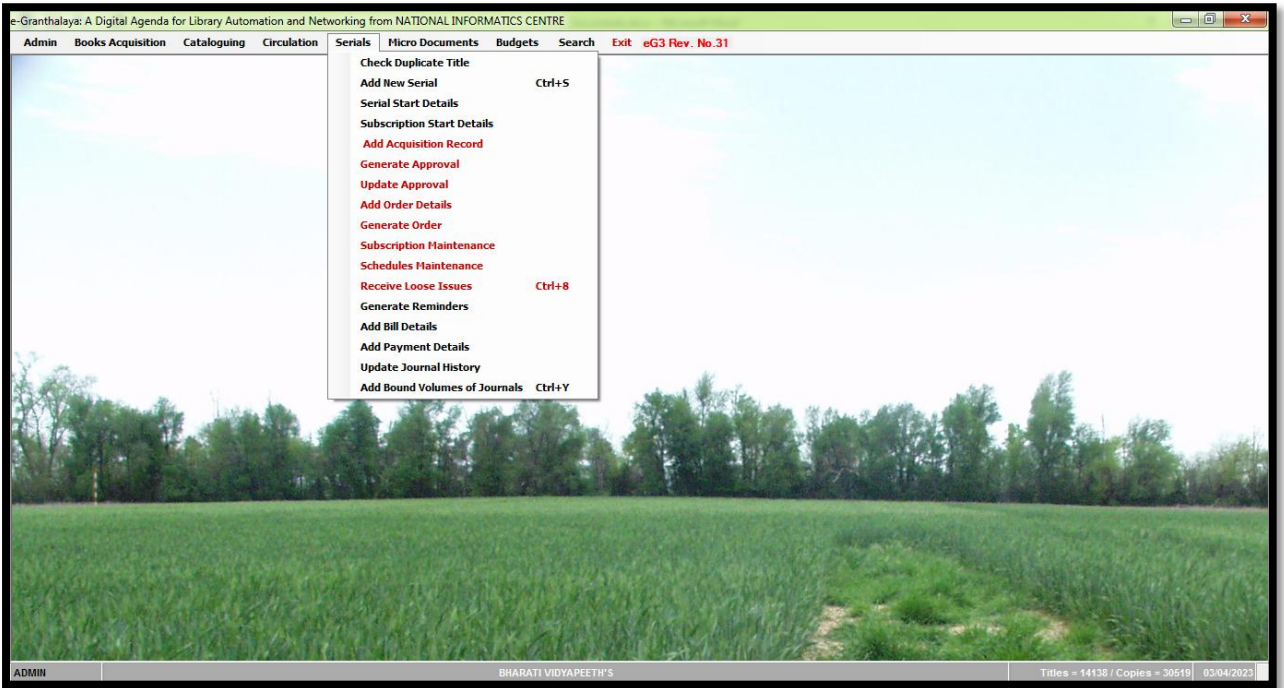 e-Granthalaya: A Digital Agenda for Library Automation and Networking from NATIONAL INFORMATICS CENTRE
Admin Books Acquisition Cataloguing Circulation Serials Micro Documents Budgets Search Exit eG3 Rev. No.31
Check Duplicate Title
Add New Serial Ctrl+S
Serial Start Details
Subscription Start Details
Add Acquisition Record
Generate Approval
Update Approval
Add Order Details
Generate Order
Subscription Maintenance
Schedules Maintenance
Receive Loose Issues Ctrl+8
Generate Reminders
Add Bill Details
Add Payment Details
Update Journal History
Add Bound Volumes of Journals Ctrl+Y
ADMIN BHARATI VIDYAPEETH'S Titles = 14138 / Copies = 30519 03/04/2023